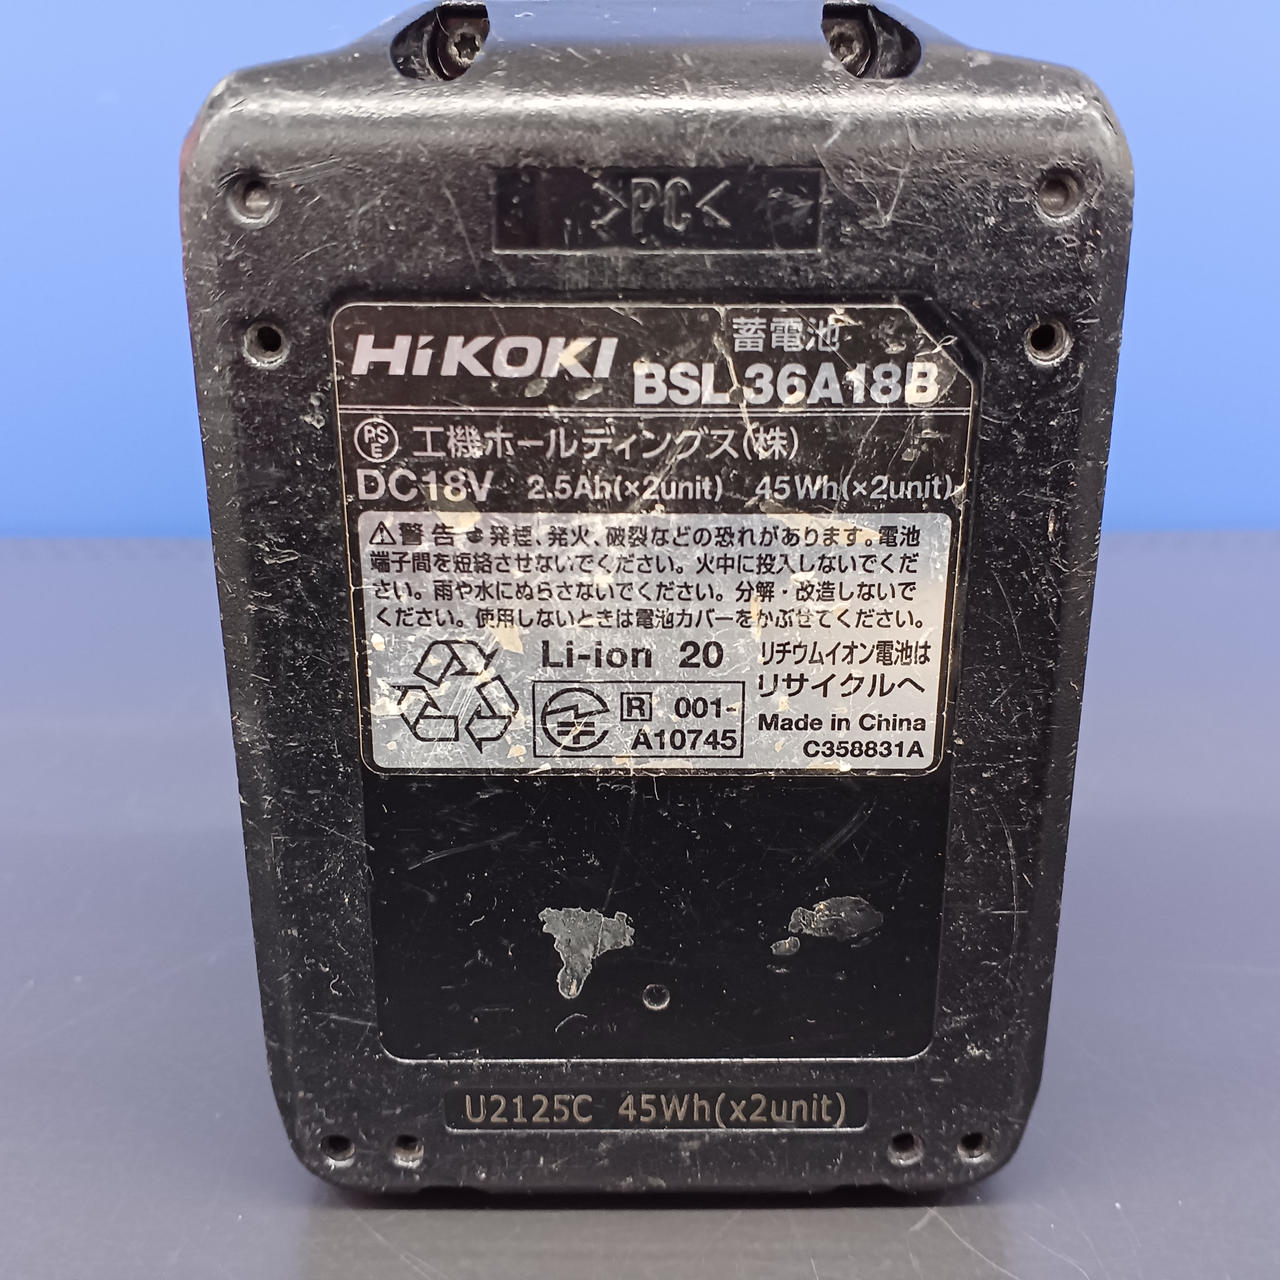 >PC<
HiKOKI
蓄電池
BSL 36A18B
PSE 工機ホールディングス(株)
DC18V 2.5Ah(×2unit) 45Wh(×2unit)
⚠警告 発煙、発火、破裂などの恐れがあります。電池
端子間を短絡させないでください。火中に投入しないでくだ
さい。雨や水にぬらさないでください。分解・改造しないで
ください。使用しないときは電池カバーをかぶせてください。
Li-ion 20
リチウムイオン電池は
リサイクルへ
R 001-
A10745
Made in China
C358831A
U2125C 45Wh(x2unit)